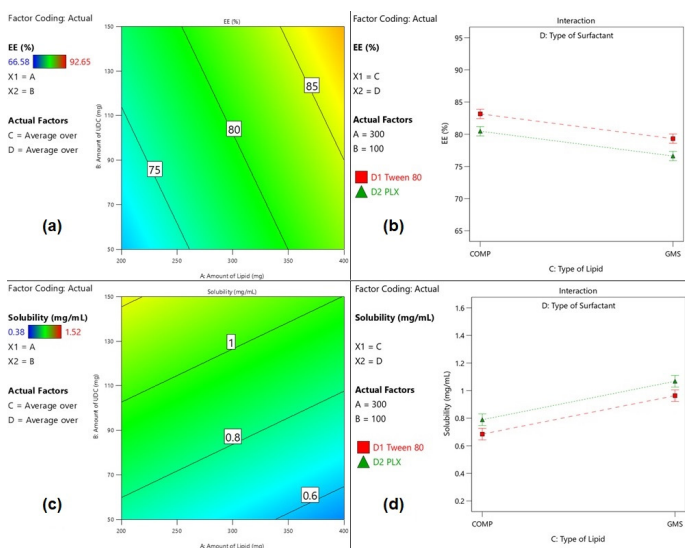 Factor Coding: Actual
EE (%)
EE (%)
66.58 92.65
X1 = A
X2 = B
Actual Factors
C = Average over
D = Average over
(a)
B: Amount of UDC (mg)
150
130
110
90
70
50
85
80
75
200 250 300 350 400
A: Amount of Lipid (mg)
Factor Coding: Actual
Interaction
D: Type of Surfactant
EE (%)
X1 = C
X2 = D
Actual Factors
A = 300
B = 100
D1 Tween 80
D2 PLX
(b)
EE (%)
95
90
85
80
75
70
65
COMP GMS
C: Type of Lipid
Factor Coding: Actual
Solubility (mg/mL)
Solubility (mg/mL)
0.38 1.52
X1 = A
X2 = B
Actual Factors
C = Average over
D = Average over
(c)
B: Amount of UDC (mg)
150
130
110
90
70
50
1
0.8
0.6
200 250 300 350 400
A: Amount of Lipid (mg)
Factor Coding: Actual
Interaction
D: Type of Surfactant
Solubility (mg/mL)
X1 = C
X2 = D
Actual Factors
A = 300
B = 100
D1 Tween 80
D2 PLX
(d)
Solubility (mg/mL)
1.6
1.4
1.2
1
0.8
0.6
0.4
0.2
COMP GMS
C: Type of Lipid